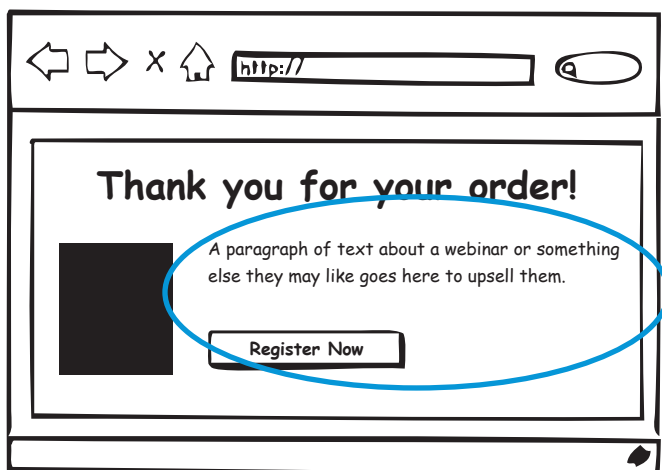 http://
Thank you for your order!
A paragraph of text about a webinar or something
else they may like goes here to upsell them.
Register Now